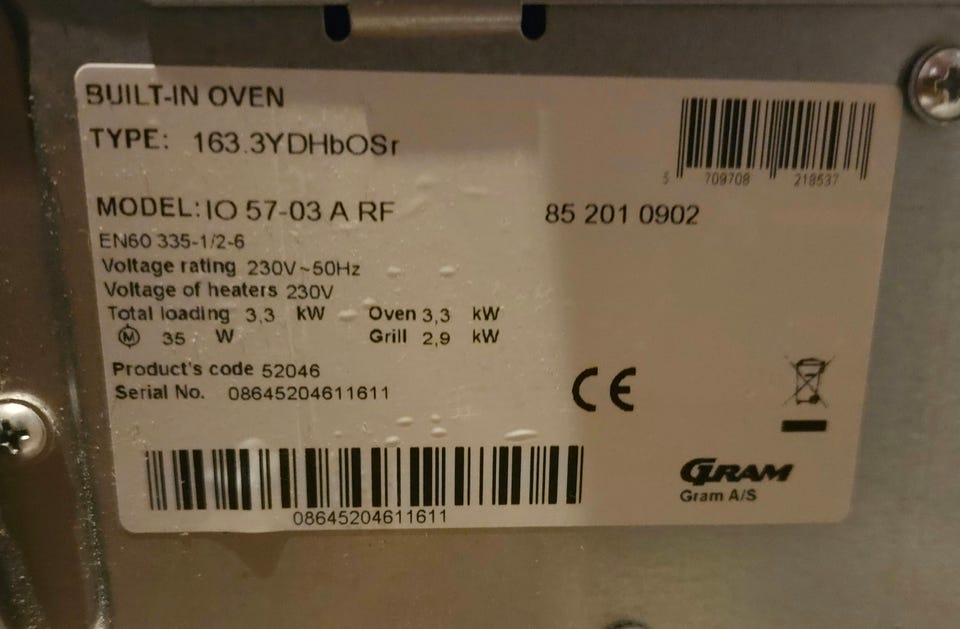 BUILT-IN OVEN
TYPE: 163.3YDHbOSr
5 709708 218537
MODEL: IO 57-03 A RF 85 201 0902
EN60 335-1/2-6
Voltage rating 230V~50Hz
Voltage of heaters 230V
Total loading 3,3 kW Oven 3,3 kW
M 35 W Grill 2,9 kW
Product's code 52046
Serial No. 08645204611611
CE
GRAM
Gram A/S
08645204611611